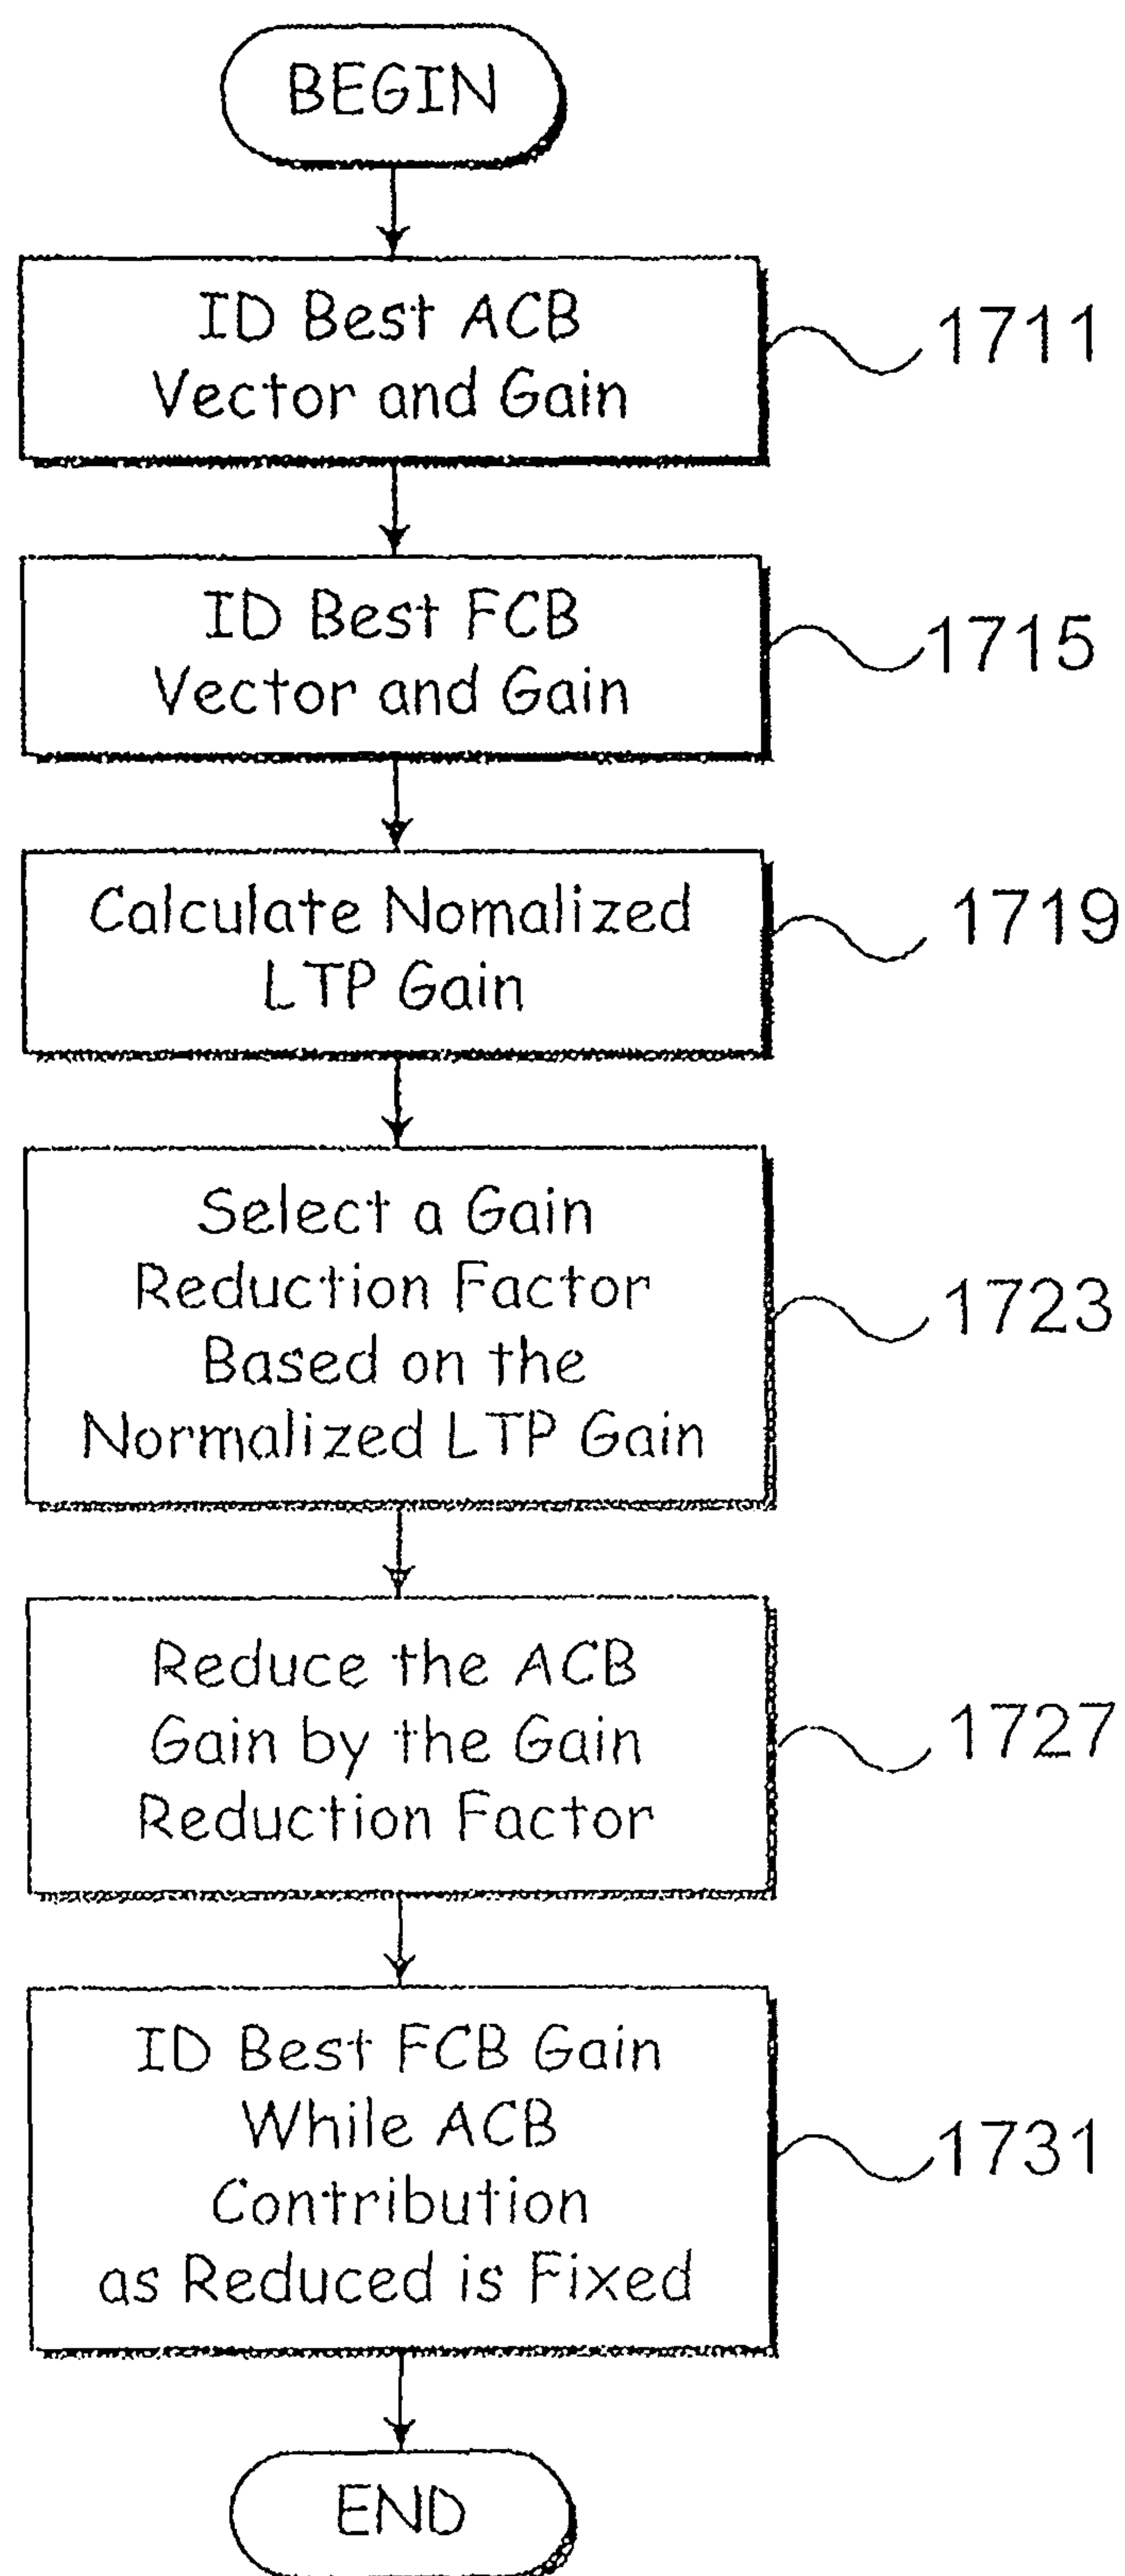 BEGIN
ID Best ACB
Vector and Gain
1711
ID Best FCB
Vector and Gain
1715
Calculate Nomalized
LTP Gain
1719
Select a Gain
Reduction Factor
Based on the
Normalized LTP Gain
1723
Reduce the ACB
Gain by the Gain
Reduction Factor
1727
ID Best FCB Gain
While ACB
Contribution
as Reduced is Fixed
1731
END